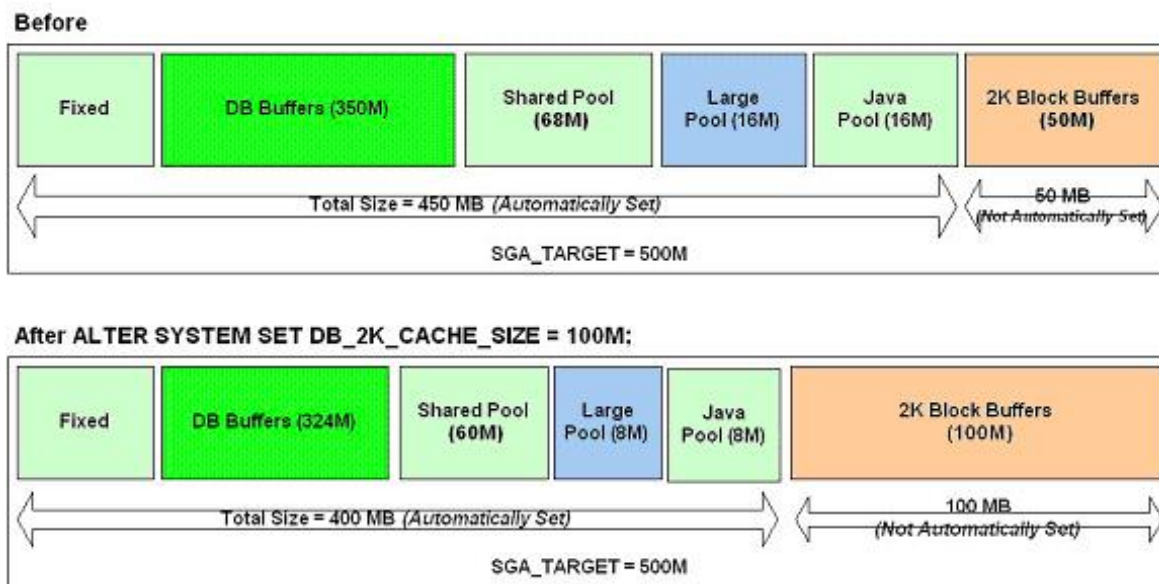 Before
Fixed
DB Buffers (350M)
Shared Pool
(68M)
Large
Pool (16M)
Java
Pool (16M)
2K Block Buffers
(50M)
Total Size = 450 MB (Automatically Set)
50 MB
(Not Automatically Set)
SGA_TARGET = 500M
After ALTER SYSTEM SET DB_2K_CACHE_SIZE = 100M;
Fixed
DB Buffers (324M)
Shared Pool
(60M)
Large
Pool (8M)
Java
Pool (8M)
2K Block Buffers
(100M)
Total Size = 400 MB (Automatically Set)
100 MB
(Not Automatically Set)
SGA_TARGET = 500M